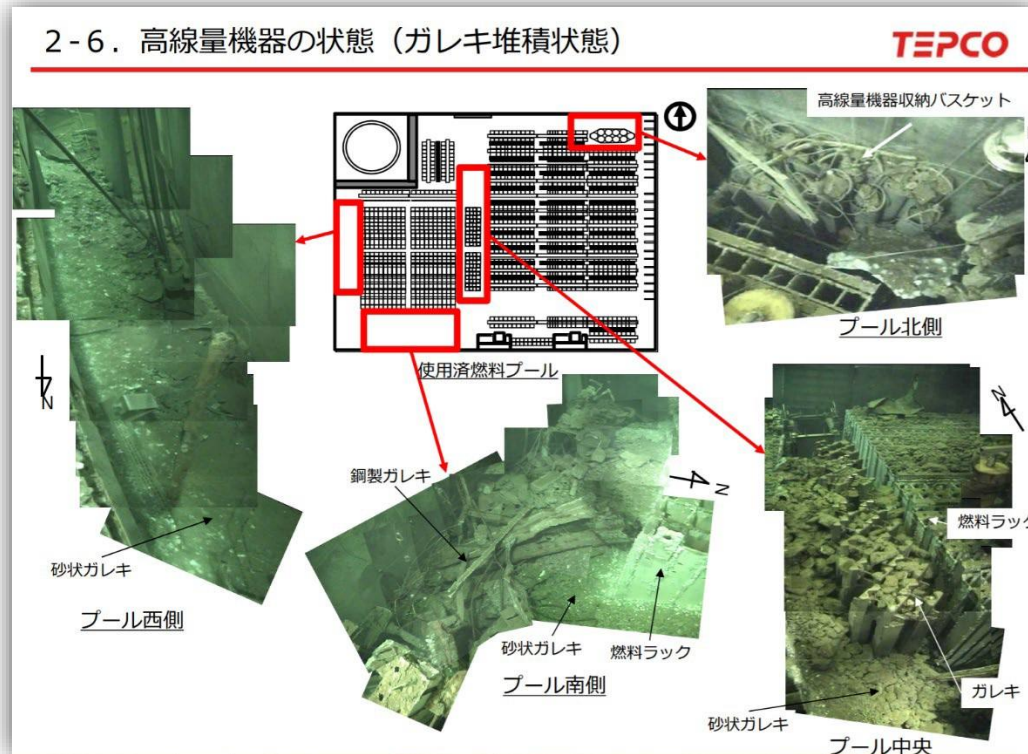 2-6．高線量機器の状態（ガレキ堆積状態）
TEPCO
高線量機器収納バスケット
プール北側
使用済燃料プール
N
砂状ガレキ
プール西側
鋼製ガレキ
N
砂状ガレキ
燃料ラック
プール南側
N
燃料ラック
ガレキ
砂状ガレキ
プール中央